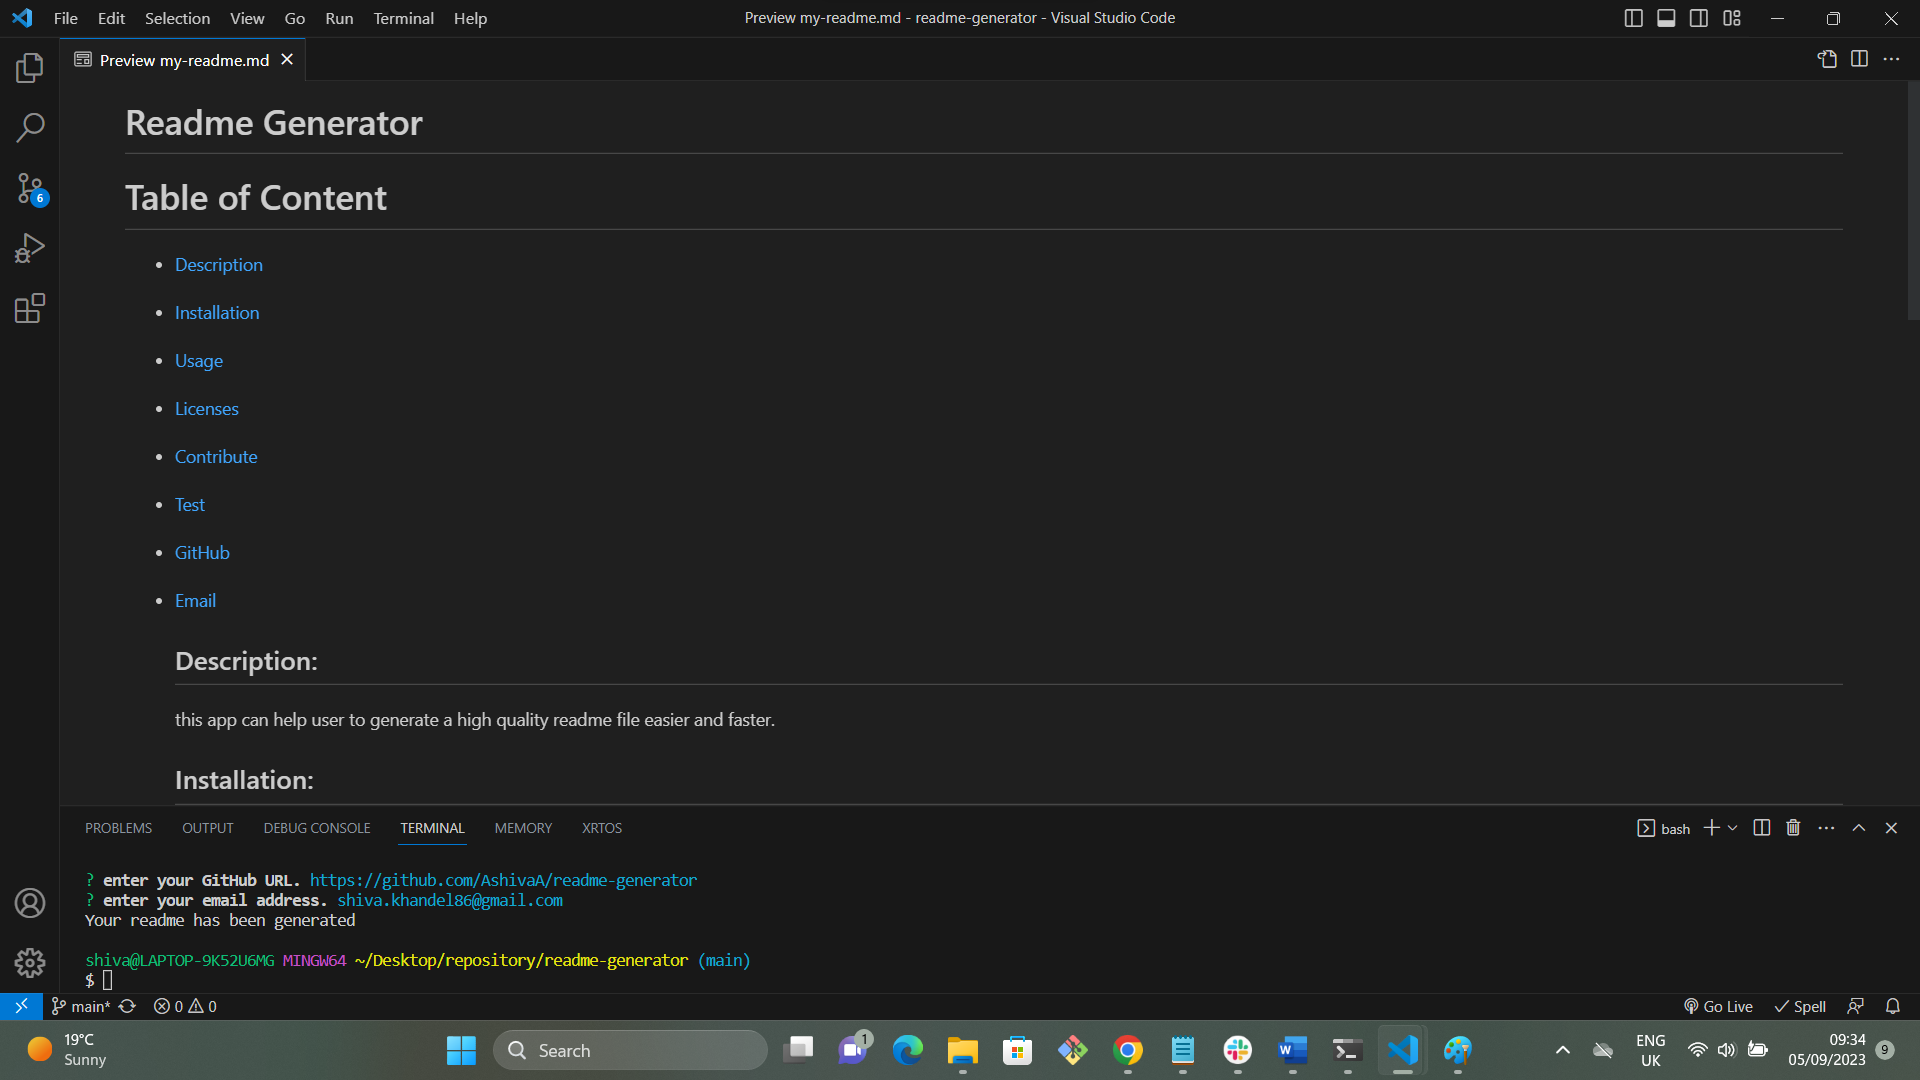 File Edit Selection View Go Run Terminal Help
Preview my-readme.md - readme-generator - Visual Studio Code
Preview my-readme.md
Readme Generator
Table of Content
Description
Installation
Usage
Licenses
Contribute
Test
GitHub
Email
Description:
this app can help user to generate a high quality readme file easier and faster.
Installation:
6
PROBLEMS OUTPUT DEBUG CONSOLE TERMINAL MEMORY XRTOS
bash
? enter your GitHub URL. https://github.com/AshivaA/readme-generator
? enter your email address. shiva.khandel86@gmail.com
Your readme has been generated
shiva@LAPTOP-9K52U6MG MINGW64 ~/Desktop/repository/readme-generator (main)
$
main* 0 0
Go Live Spell
19°C
Sunny
Search
1
W
ENG
UK
09:34
05/09/2023
9